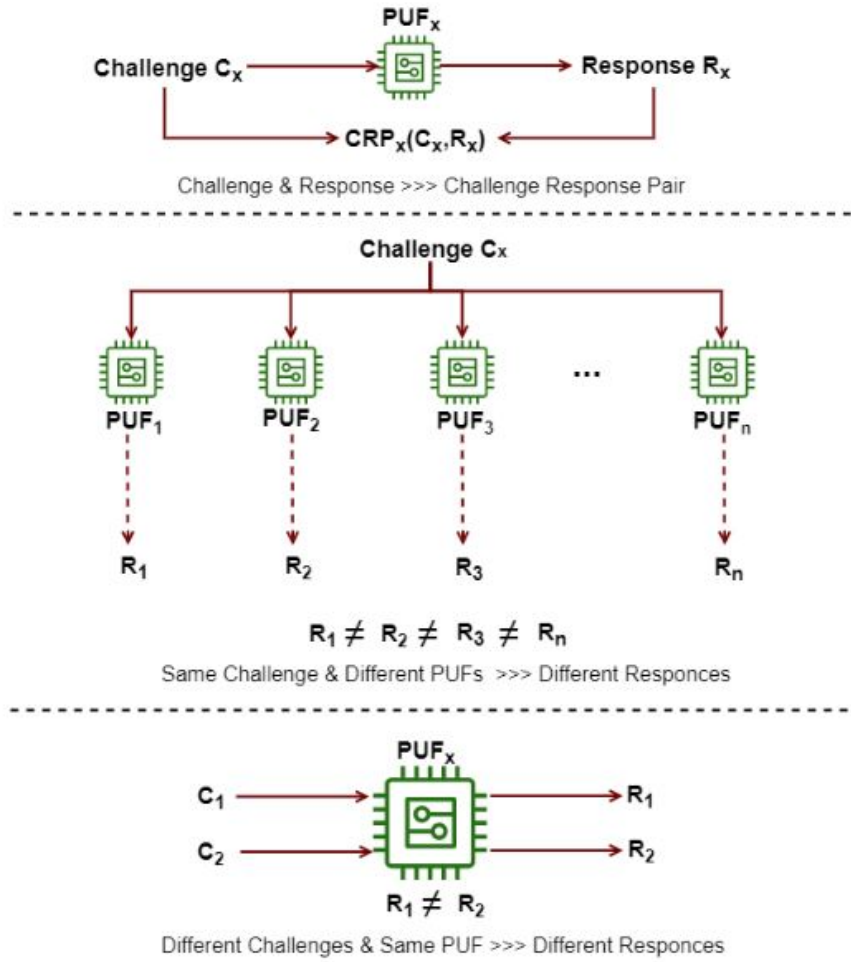 PUFₓ
Challenge Cₓ
Response Rₓ
CRPₓ(Cₓ,Rₓ)
Challenge & Response >>> Challenge Response Pair
Challenge Cₓ
...
PUF₁ PUF₂ PUF₃ PUFₙ
R₁ R₂ R₃ Rₙ
R₁ ≠ R₂ ≠ R₃ ≠ Rₙ
Same Challenge & Different PUFs >>> Different Responces
PUFₓ
C₁ R₁
C₂ R₂
R₁ ≠ R₂
Different Challenges & Same PUF >>> Different Responces